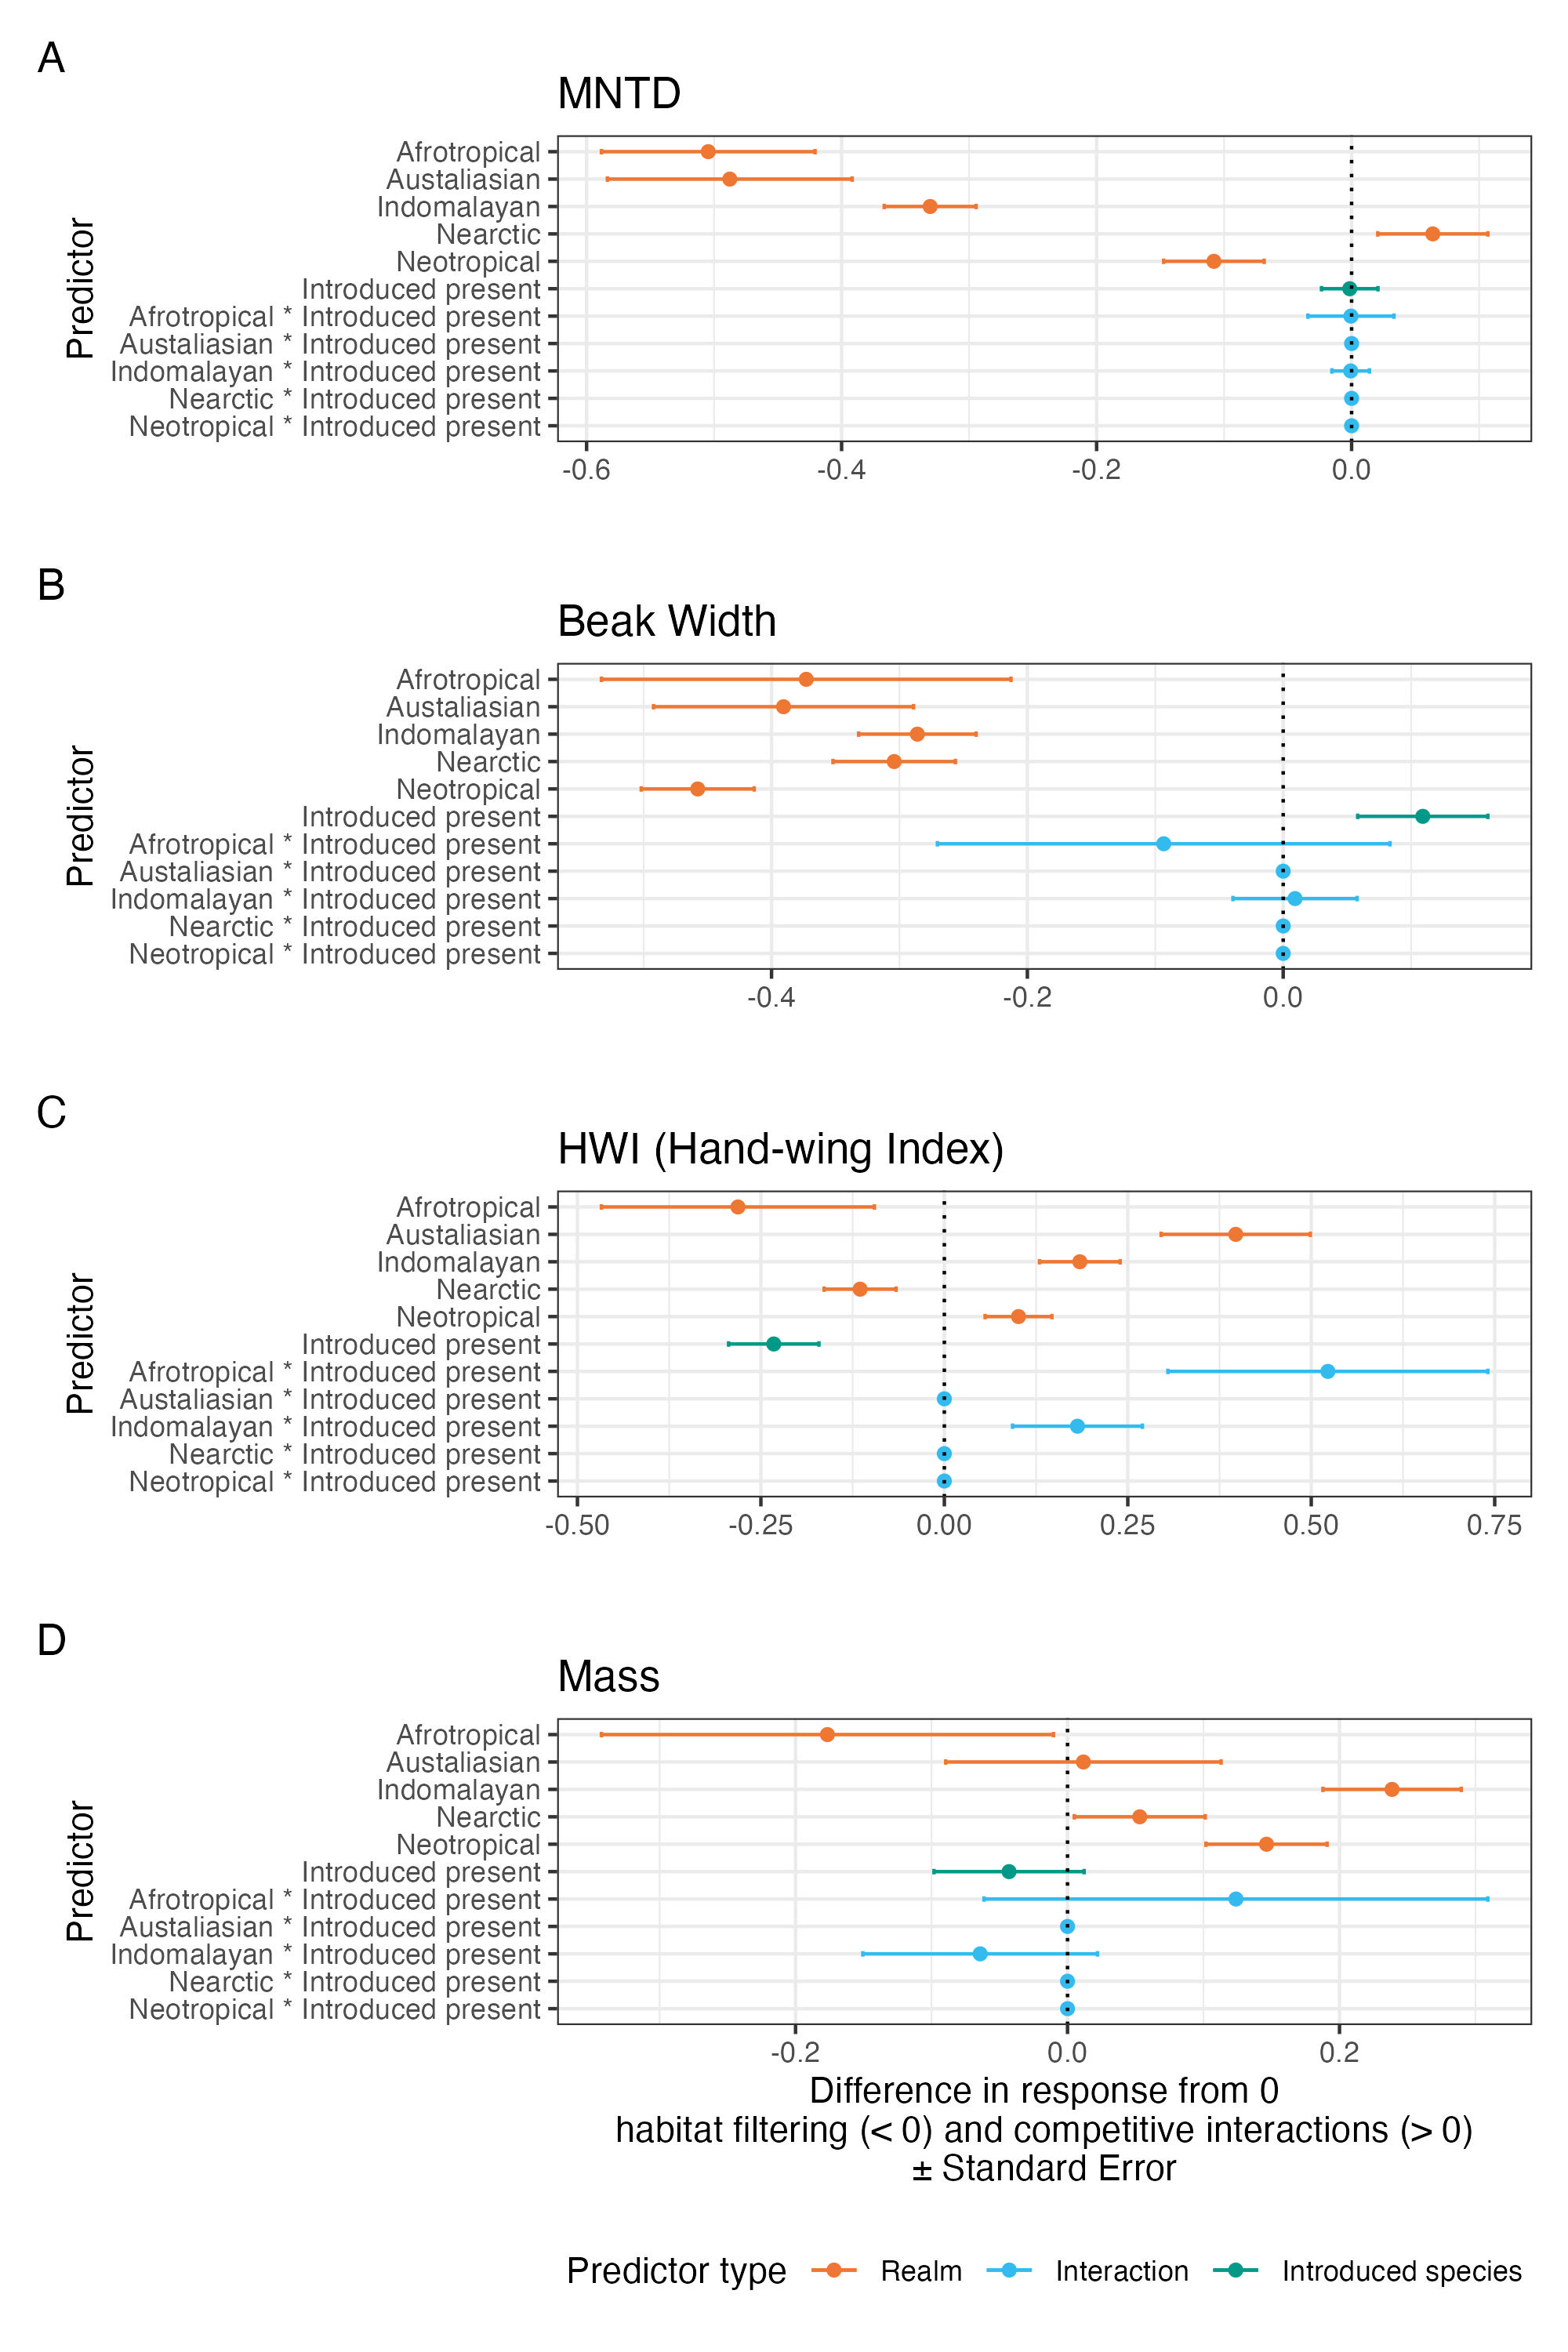 A
MNTD
Predictor
Afrotropical
Austaliasian
Indomalayan
Nearctic
Neotropical
Introduced present
Afrotropical * Introduced present
Austaliasian * Introduced present
Indomalayan * Introduced present
Nearctic * Introduced present
Neotropical * Introduced present
-0.6 -0.4 -0.2 0.0
B
Beak Width
Predictor
Afrotropical
Austaliasian
Indomalayan
Nearctic
Neotropical
Introduced present
Afrotropical * Introduced present
Austaliasian * Introduced present
Indomalayan * Introduced present
Nearctic * Introduced present
Neotropical * Introduced present
-0.4 -0.2 0.0
C
HWI (Hand-wing Index)
Predictor
Afrotropical
Austaliasian
Indomalayan
Nearctic
Neotropical
Introduced present
Afrotropical * Introduced present
Austaliasian * Introduced present
Indomalayan * Introduced present
Nearctic * Introduced present
Neotropical * Introduced present
-0.50 -0.25 0.00 0.25 0.50 0.75
D
Mass
Predictor
Afrotropical
Austaliasian
Indomalayan
Nearctic
Neotropical
Introduced present
Afrotropical * Introduced present
Austaliasian * Introduced present
Indomalayan * Introduced present
Nearctic * Introduced present
Neotropical * Introduced present
-0.2 0.0 0.2
Difference in response from 0
habitat filtering (< 0) and competitive interactions (> 0)
± Standard Error
Predictor type Realm Interaction Introduced species